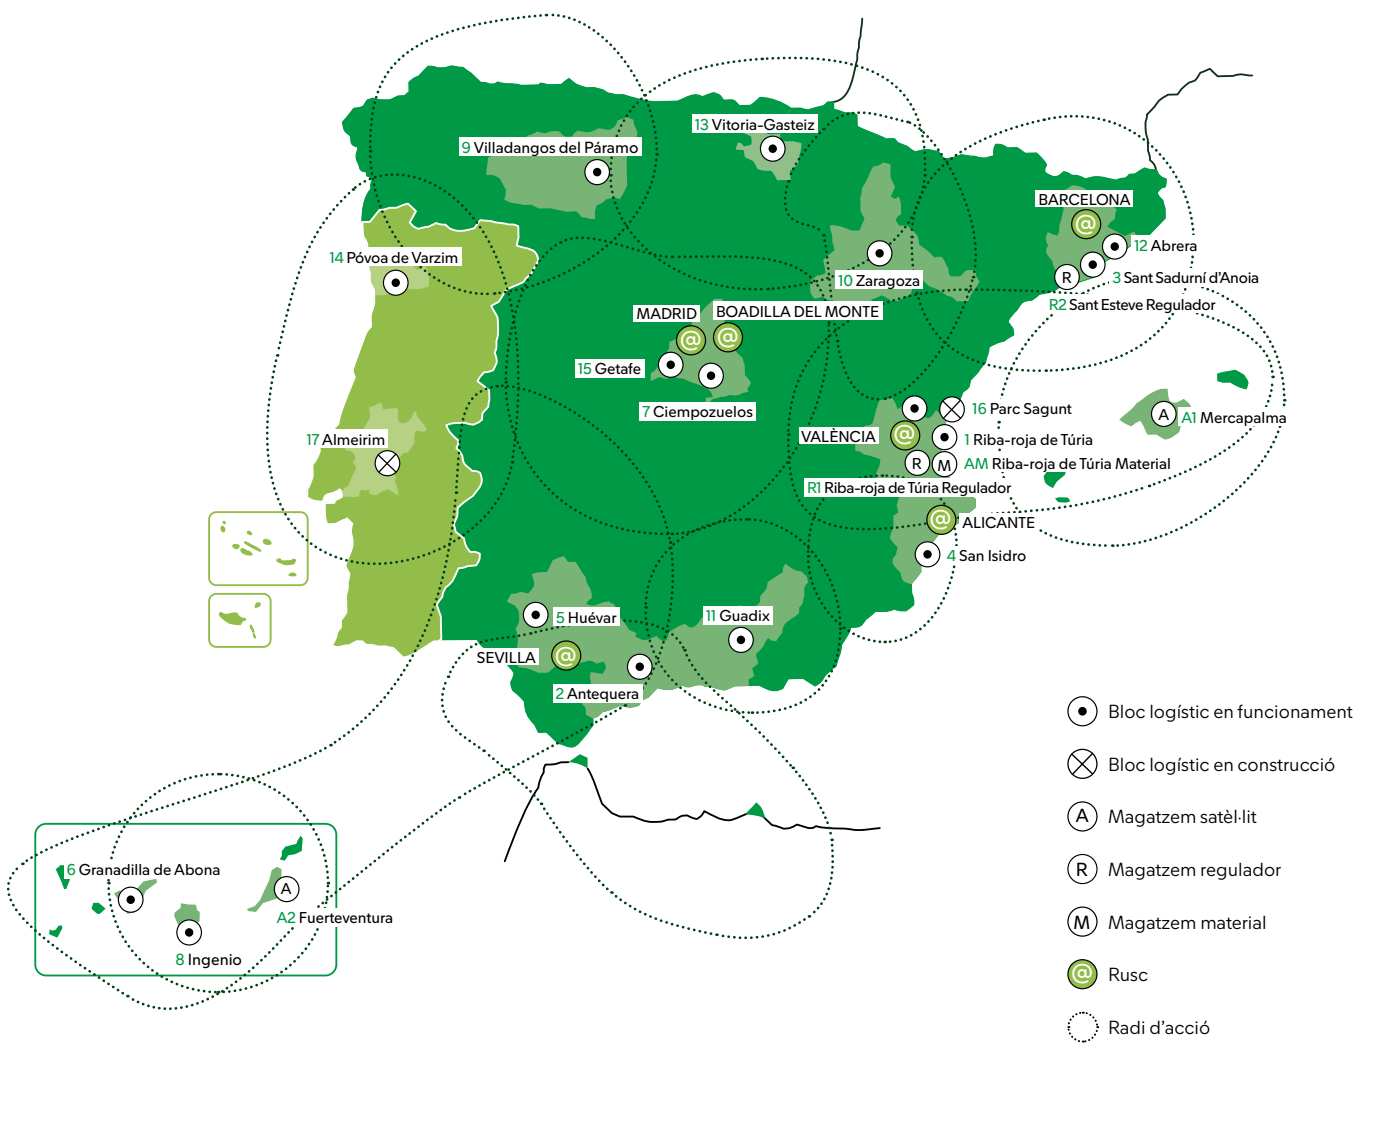 13 Vitoria-Gasteiz
9 Villadangos del Páramo
BARCELONA
@
12 Abrera
14 Póvoa de Varzim
10 Zaragoza
R
3 Sant Sadurní d’Anoia
R2 Sant Esteve Regulador
MADRID
BOADILLA DEL MONTE
@
@
15 Getafe
7 Ciempozuelos
16 Parc Sagunt
A
A1 Mercapalma
VALÈNCIA
@
1 Riba-roja de Túria
17 Almeirim
R
M
AM Riba-roja de Túria Material
R1 Riba-roja de Túria Regulador
@
ALICANTE
4 San Isidro
5 Huévar
11 Guadix
SEVILLA
@
2 Antequera
6 Granadilla de Abona
A
A2 Fuerteventura
8 Ingenio
Bloc logístic en funcionament
Bloc logístic en construcció
A Magatzem satèl·lit
R Magatzem regulador
M Magatzem material
@ Rusc
Radi d’acció